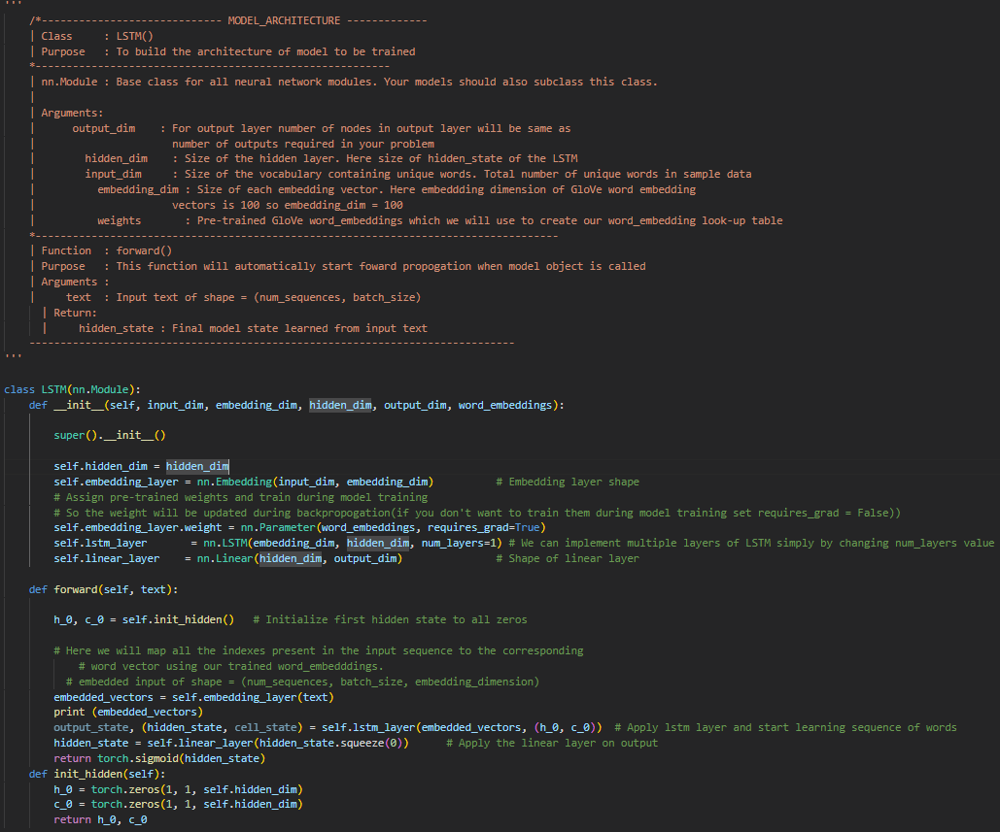 '''
/*----------------------------- MODEL_ARCHITECTURE -------------
| Class     : LSTM()
| Purpose   : To build the architecture of model to be trained
*---------------------------------------------------------
| nn.Module : Base class for all neural network modules. Your models should also subclass this class.
|
| Arguments:
|      output_dim    : For output layer number of nodes in output layer will be same as
|                      number of outputs required in your problem
|        hidden_dim    : Size of the hidden layer. Here size of hidden_state of the LSTM
|        input_dim     : Size of the vocabulary containing unique words. Total number of unique words in sample data
|          embedding_dim : Size of each embedding vector. Here embeddding dimension of GloVe word embedding
|                      vectors is 100 so embedding_dim = 100
|          weights       : Pre-trained GloVe word_embeddings which we will use to create our word_embedding look-up table
*------------------------------------------------------------------------------------
| Function  : forward()
| Purpose   : This function will automatically start foward propogation when model object is called
| Arguments :
|     text  : Input text of shape = (num_sequences, batch_size)
  | Return:
  |     hidden_state : Final model state learned from input text
------------------------------------------------------------------------------
'''
class LSTM(nn.Module):
    def __init__(self, input_dim, embedding_dim, hidden_dim, output_dim, word_embeddings):
        super().__init__()
        self.hidden_dim = hidden_dim
        self.embedding_layer = nn.Embedding(input_dim, embedding_dim)          # Embedding layer shape
        # Assign pre-trained weights and train during model training
        # So the weight will be updated during backpropogation(if you don't want to train them during model training set requires_grad = False))
        self.embedding_layer.weight = nn.Parameter(word_embeddings, requires_grad=True)
        self.lstm_layer       = nn.LSTM(embedding_dim, hidden_dim, num_layers=1) # We can implement multiple layers of LSTM simply by changing num_layers value
        self.linear_layer    = nn.Linear(hidden_dim, output_dim)               # Shape of linear layer
    def forward(self, text):
        h_0, c_0 = self.init_hidden()   # Initialize first hidden state to all zeros
        # Here we will map all the indexes present in the input sequence to the corresponding
            # word vector using our trained word_embedddings.
          # embedded input of shape = (num_sequences, batch_size, embedding_dimension)
        embedded_vectors = self.embedding_layer(text)
        print (embedded_vectors)
        output_state, (hidden_state, cell_state) = self.lstm_layer(embedded_vectors, (h_0, c_0))  # Apply lstm layer and start learning sequence of words
        hidden_state = self.linear_layer(hidden_state.squeeze(0))      # Apply the linear layer on output
        return torch.sigmoid(hidden_state)
    def init_hidden(self):
        h_0 = torch.zeros(1, 1, self.hidden_dim)
        c_0 = torch.zeros(1, 1, self.hidden_dim)
        return h_0, c_0